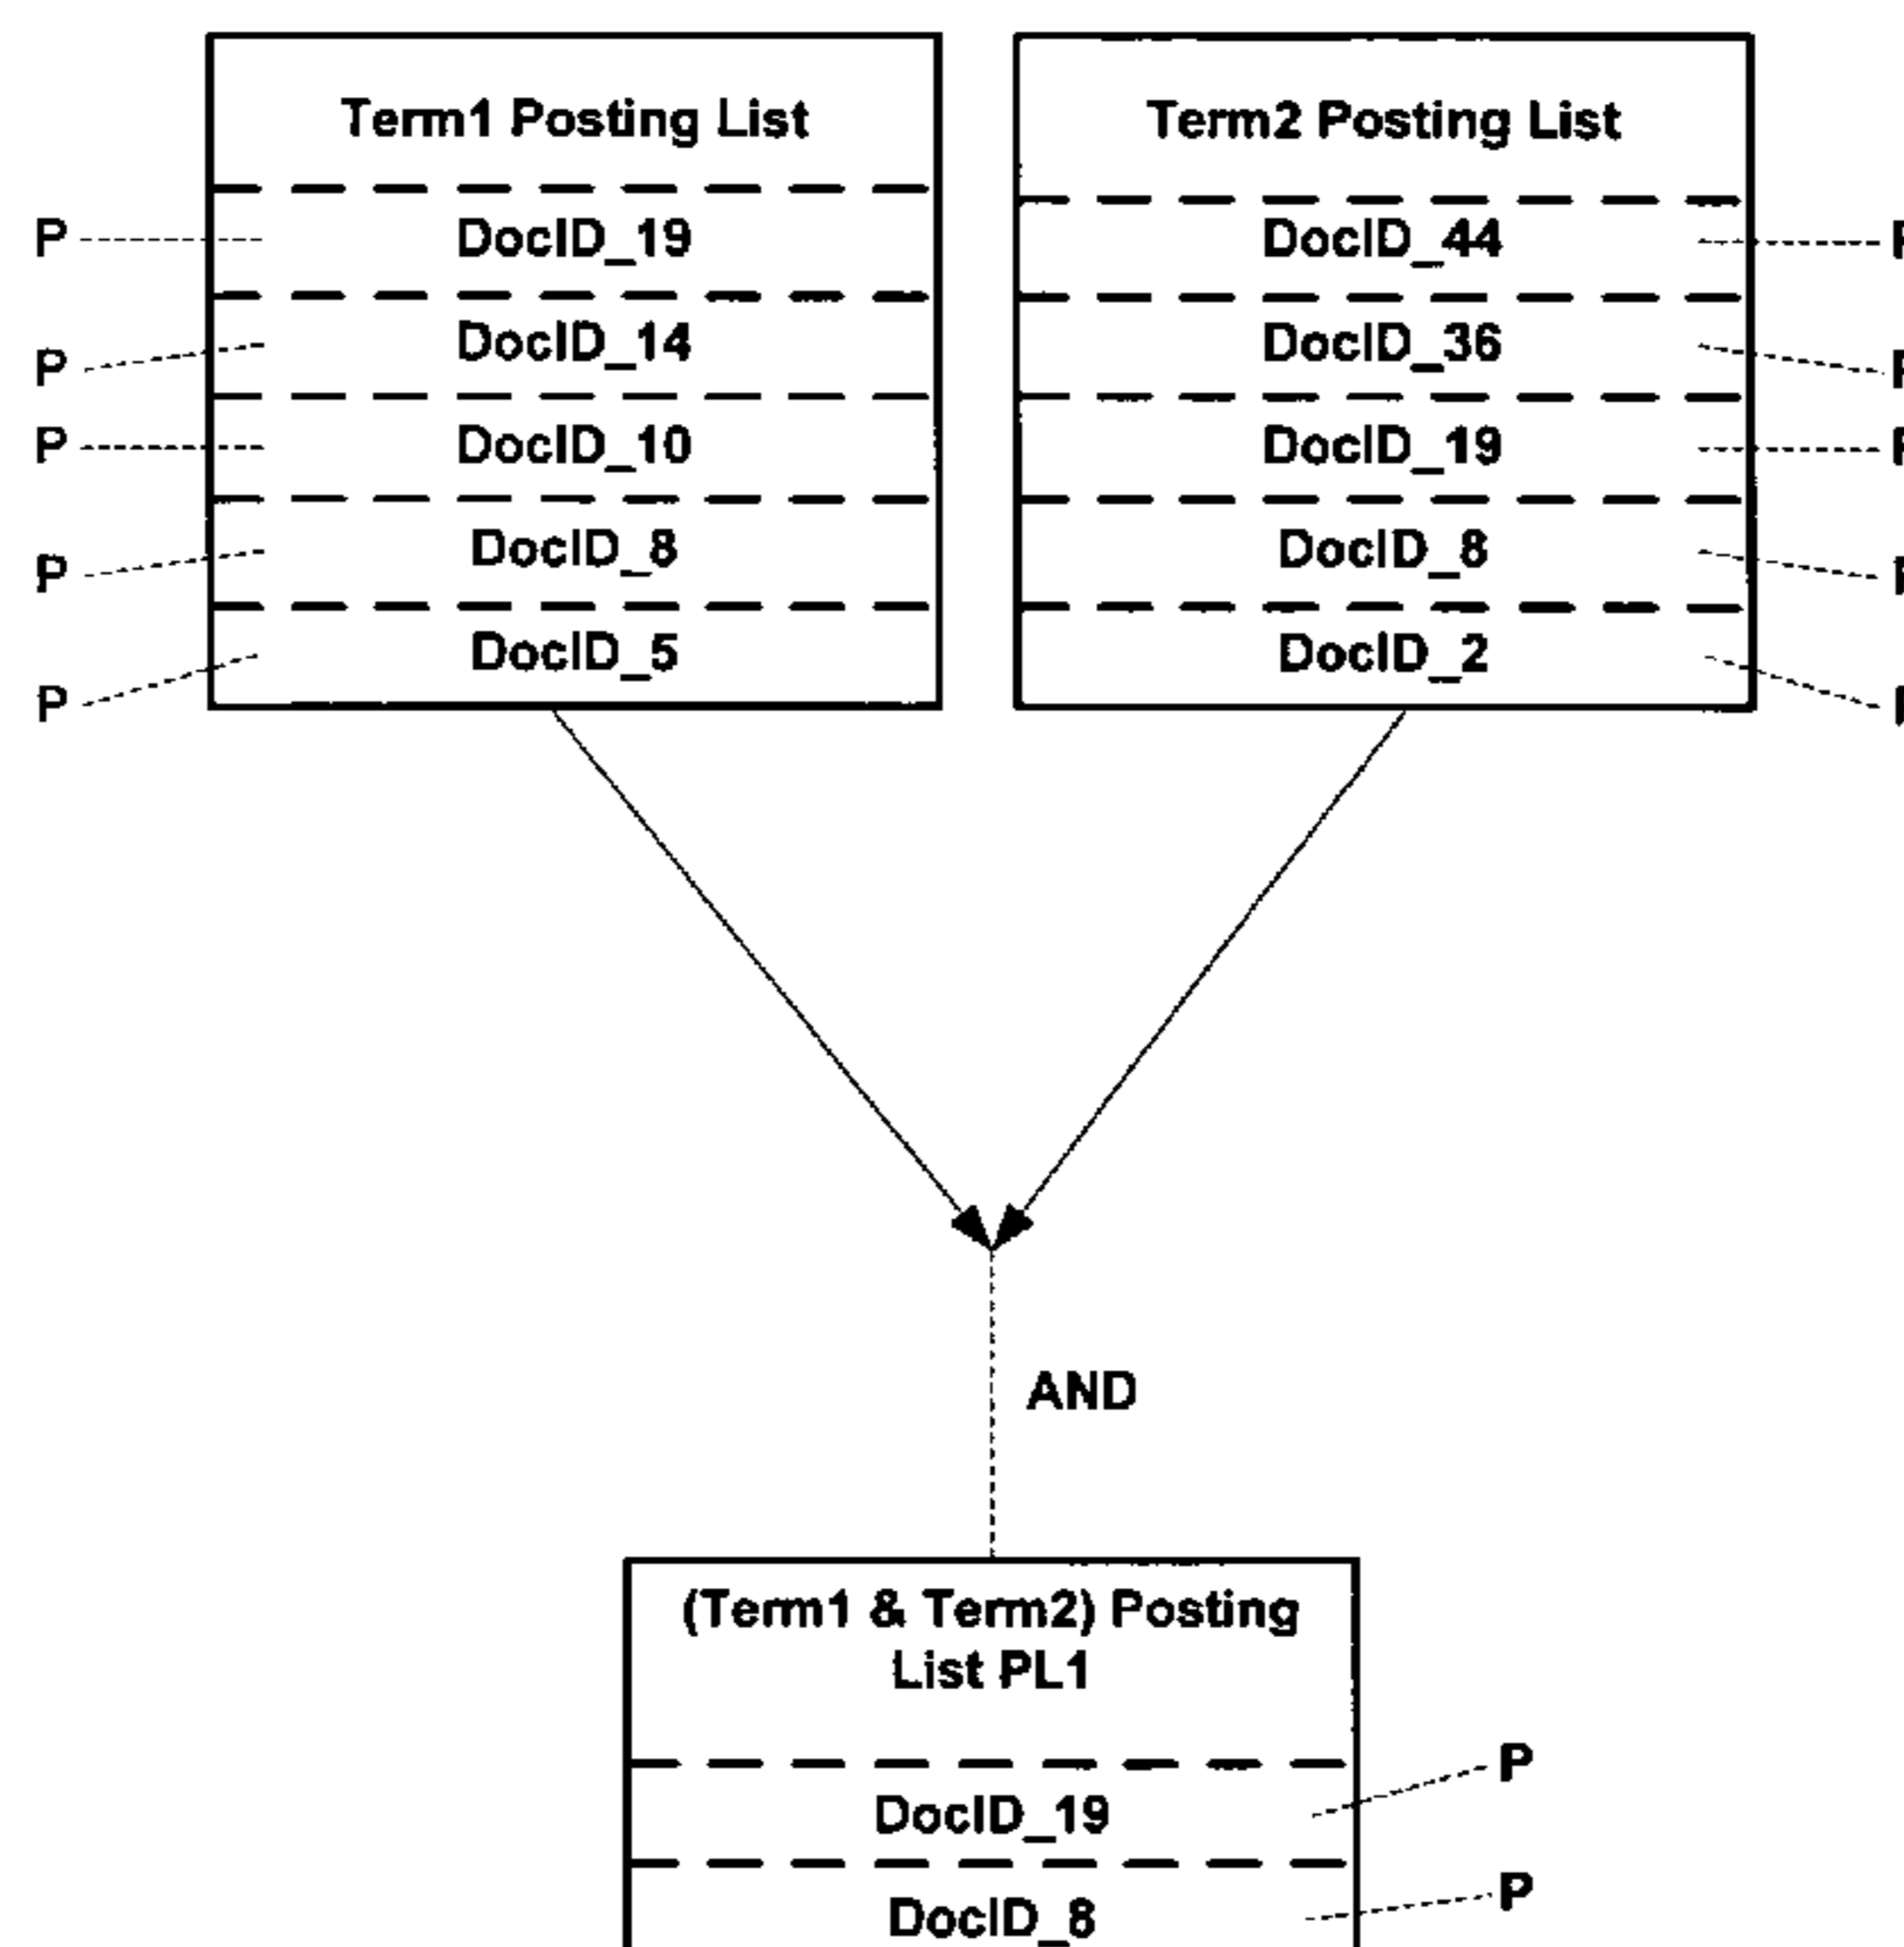 Term1 Posting List
P DocID_19
P DocID_14
P DocID_10
P DocID_8
P DocID_5
Term2 Posting List
DocID_44 P
DocID_36 P
DocID_19 P
DocID_8
DocID_2
AND
(Term1 & Term2) Posting
List PL1
DocID_19 P
DocID_8 P